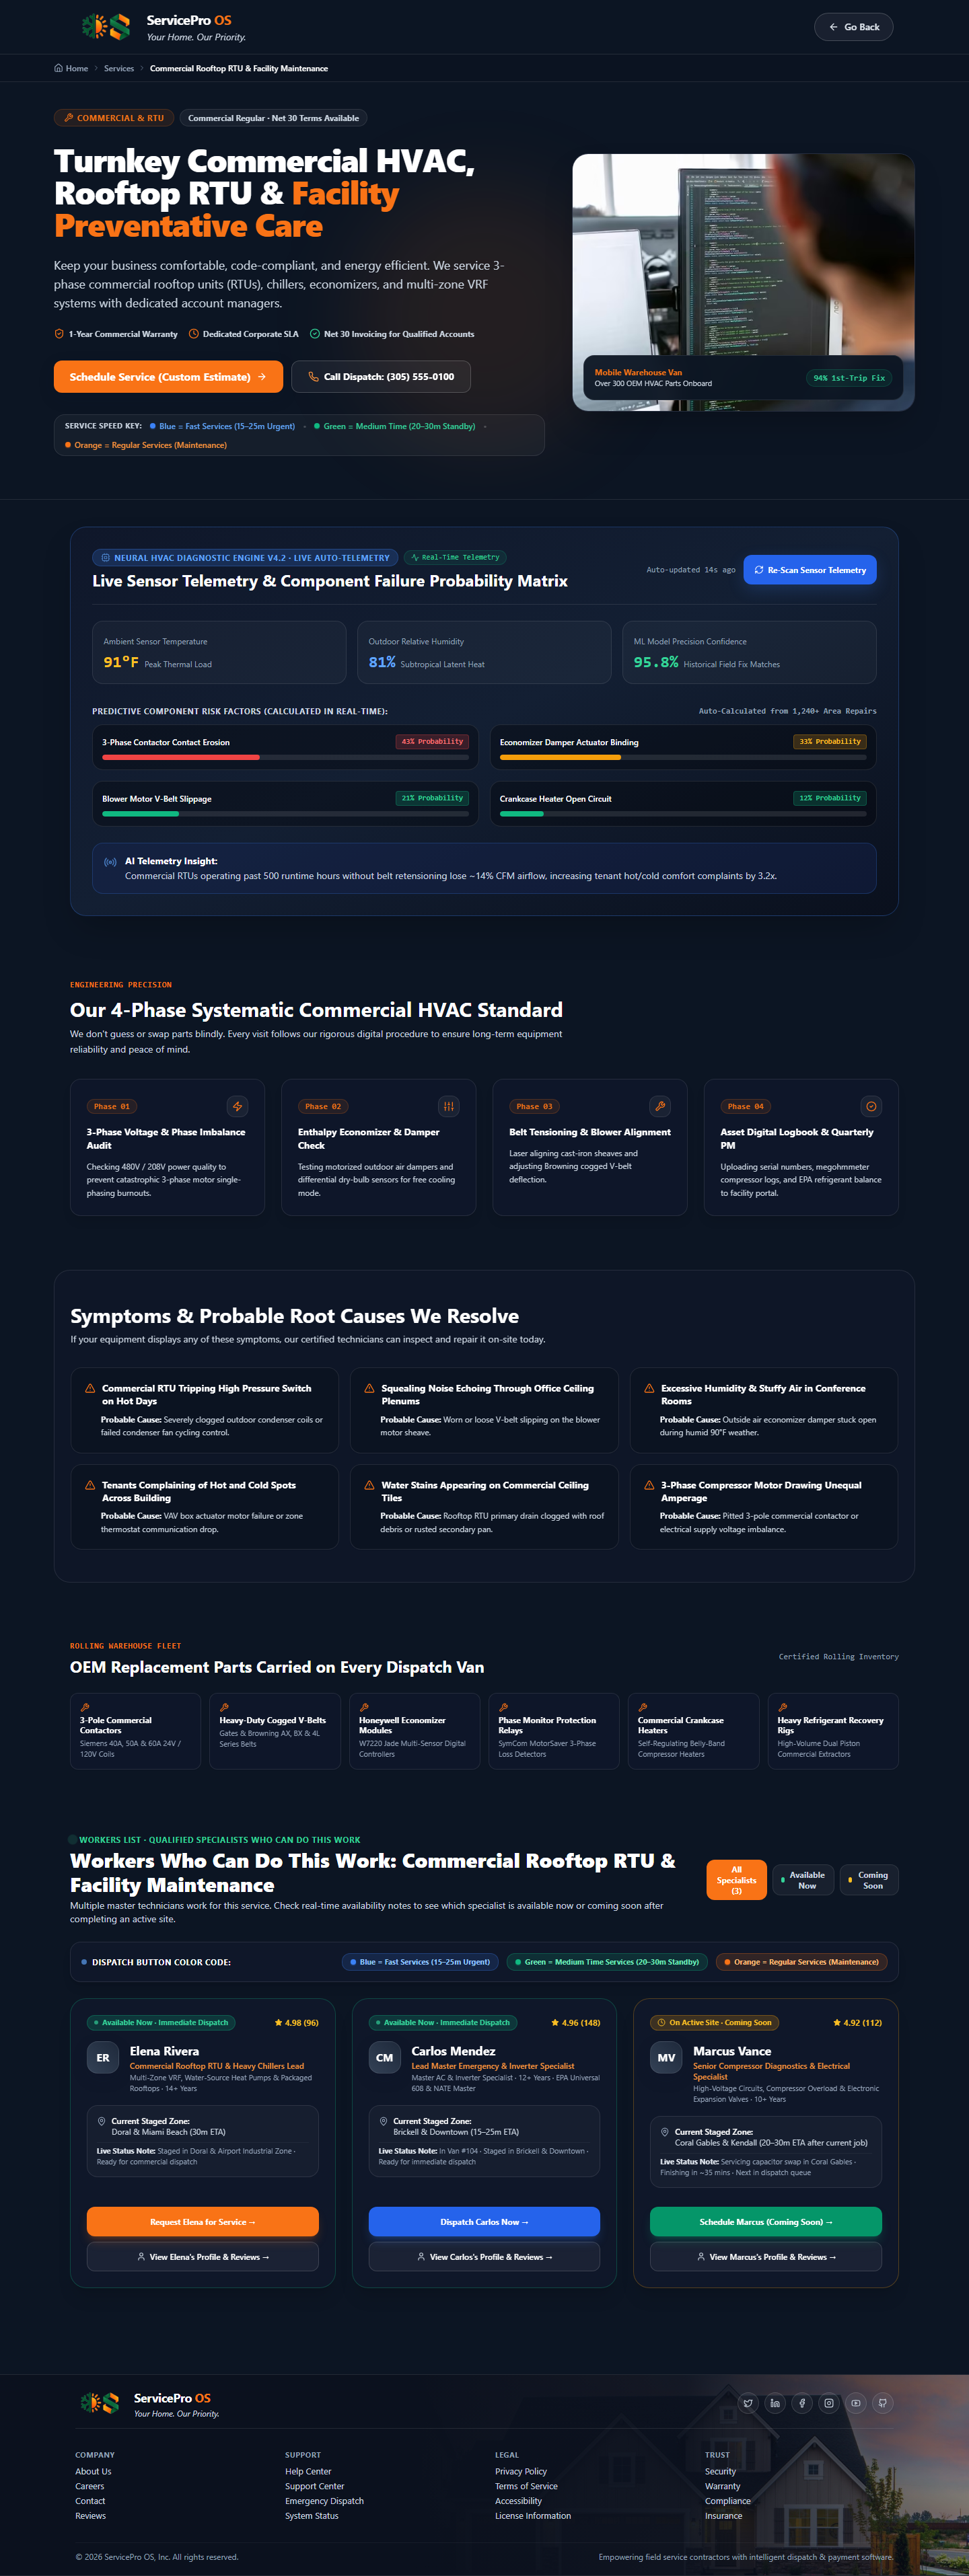 ServicePro OS
Your Home. Our Priority.
Go Back
Home
Services
Commercial Rooftop RTU & Facility Maintenance
COMMERCIAL & RTU
Commercial Regular · Net 30 Terms Available
Turnkey Commercial HVAC,
Rooftop RTU & Facility
Preventative Care
Keep your business comfortable, code-compliant, and energy efficient. We service 3-
phase commercial rooftop units (RTUs), chillers, economizers, and multi-zone VRF
systems with dedicated account managers.
1-Year Commercial Warranty
Dedicated Corporate SLA
Net 30 Invoicing for Qualified Accounts
Schedule Service (Custom Estimate) →
Call Dispatch: (305) 555-0100
Mobile Warehouse Van
Over 300 OEM HVAC Parts Onboard
94% 1st-Trip Fix
SERVICE SPEED KEY:
Blue = Fast Services (15–25m Urgent) ·
Green = Medium Time (20–30m Standby) ·
Orange = Regular Services (Maintenance)
NEURAL HVAC DIAGNOSTIC ENGINE V4.2 · LIVE AUTO-TELEMETRY
Real-Time Telemetry
Live Sensor Telemetry & Component Failure Probability Matrix
Auto-updated 14s ago
Re-Scan Sensor Telemetry
Ambient Sensor Temperature
91°F Peak Thermal Load
Outdoor Relative Humidity
81% Subtropical Latent Heat
ML Model Precision Confidence
95.8% Historical Field Fix Matches
PREDICTIVE COMPONENT RISK FACTORS (CALCULATED IN REAL-TIME):
Auto-Calculated from 1,240+ Area Repairs
3-Phase Contactor Contact Erosion
43% Probability
Economizer Damper Actuator Binding
33% Probability
Blower Motor V-Belt Slippage
21% Probability
Crankcase Heater Open Circuit
12% Probability
AI Telemetry Insight:
Commercial RTUs operating past 500 runtime hours without belt retensioning lose ~14% CFM airflow, increasing tenant hot/cold comfort complaints by 3.2x.
ENGINEERING PRECISION
Our 4-Phase Systematic Commercial HVAC Standard
We don't guess or swap parts blindly. Every visit follows our rigorous digital procedure to ensure long-term equipment
reliability and peace of mind.
Phase 01
3-Phase Voltage & Phase Imbalance
Audit
Checking 480V / 208V power quality to
prevent catastrophic 3-phase motor single-
phasing burnouts.
Phase 02
Enthalpy Economizer & Damper
Check
Testing motorized outdoor air dampers and
differential dry-bulb sensors for free cooling
mode.
Phase 03
Belt Tensioning & Blower Alignment
Laser aligning cast-iron sheaves and
adjusting Browning cogged V-belt
deflection.
Phase 04
Asset Digital Logbook & Quarterly
PM
Uploading serial numbers, megohmmeter
compressor logs, and EPA refrigerant balance
to facility portal.
Symptoms & Probable Root Causes We Resolve
If your equipment displays any of these symptoms, our certified technicians can inspect and repair it on-site today.
Commercial RTU Tripping High Pressure Switch
on Hot Days
Probable Cause: Severely clogged outdoor condenser coils or
failed condenser fan cycling control.
Squealing Noise Echoing Through Office Ceiling
Plenums
Probable Cause: Worn or loose V-belt slipping on the blower
motor sheave.
Excessive Humidity & Stuffy Air in Conference
Rooms
Probable Cause: Outside air economizer damper stuck open
during humid 90°F weather.
Tenants Complaining of Hot and Cold Spots
Across Building
Probable Cause: VAV box actuator motor failure or zone
thermostat communication drop.
Water Stains Appearing on Commercial Ceiling
Tiles
Probable Cause: Rooftop RTU primary drain clogged with roof
debris or rusted secondary pan.
3-Phase Compressor Motor Drawing Unequal
Amperage
Probable Cause: Pitted 3-pole commercial contactor or
electrical supply voltage imbalance.
ROLLING WAREHOUSE FLEET
OEM Replacement Parts Carried on Every Dispatch Van
Certified Rolling Inventory
3-Pole Commercial
Contactors
Siemens 40A, 50A & 60A 24V /
120V Coils
Heavy-Duty Cogged V-Belts
Gates & Browning AX, BX & 4L
Series Belts
Honeywell Economizer
Modules
W7220 Jade Multi-Sensor Digital
Controllers
Phase Monitor Protection
Relays
SymCom MotorSaver 3-Phase
Loss Detectors
Commercial Crankcase
Heaters
Self-Regulating Belly-Band
Compressor Heaters
Heavy Refrigerant Recovery
Rigs
High-Volume Dual Piston
Commercial Extractors
WORKERS LIST · QUALIFIED SPECIALISTS WHO CAN DO THIS WORK
Workers Who Can Do This Work: Commercial Rooftop RTU &
Facility Maintenance
Multiple master technicians work for this service. Check real-time availability notes to see which specialist is available now or coming soon after
completing an active site.
All
Specialists
(3)
Available
Now
Coming
Soon
DISPATCH BUTTON COLOR CODE:
Blue = Fast Services (15–25m Urgent)
Green = Medium Time Services (20–30m Standby)
Orange = Regular Services (Maintenance)
Available Now · Immediate Dispatch
4.98 (96)
ER
Elena Rivera
Commercial Rooftop RTU & Heavy Chillers Lead
Multi-Zone VRF, Water-Source Heat Pumps & Packaged
Rooftops · 14+ Years
Current Staged Zone:
Doral & Miami Beach (30m ETA)
Live Status Note: Staged in Doral & Airport Industrial Zone ·
Ready for commercial dispatch
Request Elena for Service →
View Elena's Profile & Reviews →
Available Now · Immediate Dispatch
4.96 (148)
CM
Carlos Mendez
Lead Master Emergency & Inverter Specialist
Master AC & Inverter Specialist · 12+ Years · EPA Universal
608 & NATE Master
Current Staged Zone:
Brickell & Downtown (15–25m ETA)
Live Status Note: In Van #104 · Staged in Brickell & Downtown ·
Ready for immediate dispatch
Dispatch Carlos Now →
View Carlos's Profile & Reviews →
On Active Site · Coming Soon
4.92 (112)
MV
Marcus Vance
Senior Compressor Diagnostics & Electrical
Specialist
High-Voltage Circuits, Compressor Overload & Electronic
Expansion Valves · 10+ Years
Current Staged Zone:
Coral Gables & Kendall (20–30m ETA after current job)
Live Status Note: Servicing capacitor swap in Coral Gables ·
Finishing in ~35 mins · Next in dispatch queue
Schedule Marcus (Coming Soon) →
View Marcus's Profile & Reviews →
ServicePro OS
Your Home. Our Priority.
COMPANY
About Us
Careers
Contact
Reviews
SUPPORT
Help Center
Support Center
Emergency Dispatch
System Status
LEGAL
Privacy Policy
Terms of Service
Accessibility
License Information
TRUST
Security
Warranty
Compliance
Insurance
© 2026 ServicePro OS, Inc. All rights reserved.
Empowering field service contractors with intelligent dispatch & payment software.